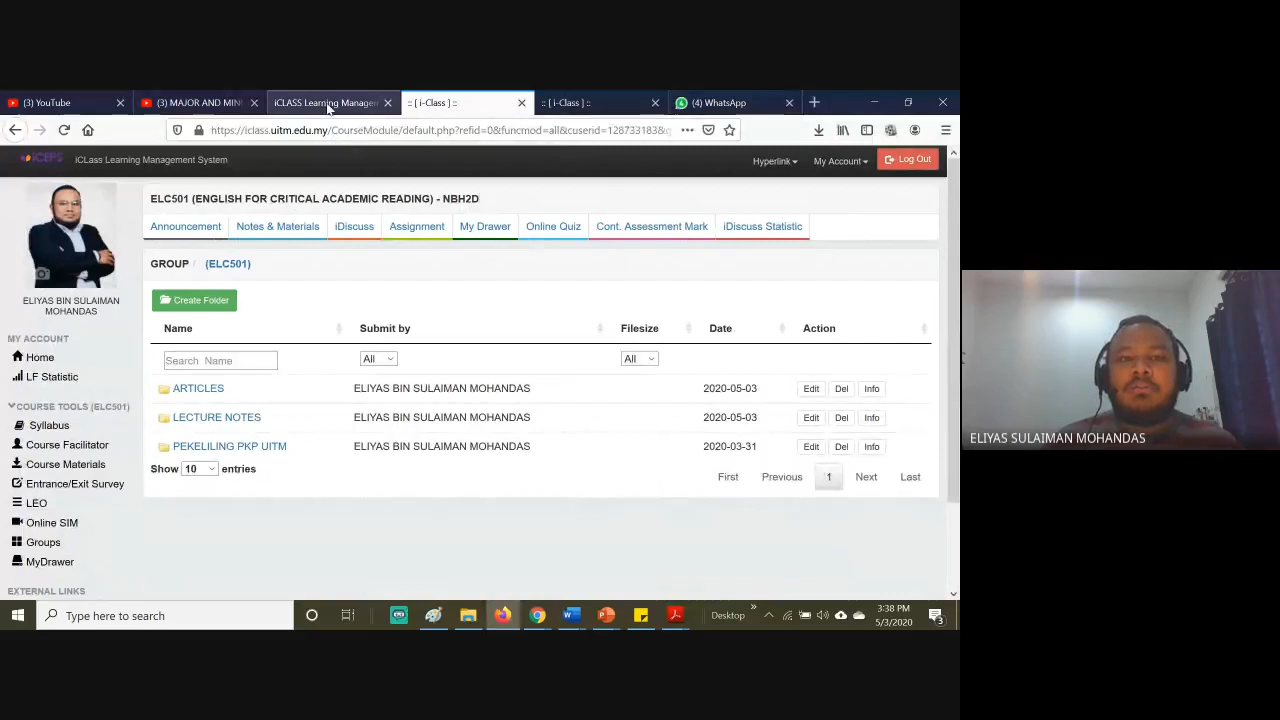 (3) YouTube
(3) MAJOR AND MIN
iCLASS Learning Manage
:: [ i-Class ] ::
:: [ i-Class ] ::
(4) WhatsApp
https://iclass.uitm.edu.my/CourseModule/default.php?refid=0&funcmod=all&cuserid=128733183&
iCEPS
iCLass Learning Management System
Hyperlink
My Account
Log Out
ELIYAS BIN SULAIMAN
MOHANDAS
MY ACCOUNT
Home
LF Statistic
COURSE TOOLS (ELC501)
Syllabus
Course Facilitator
Course Materials
Entrance/Exit Survey
LEO
Online SIM
Groups
MyDrawer
EXTERNAL LINKS
ELC501 (ENGLISH FOR CRITICAL ACADEMIC READING) - NBH2D
Announcement
Notes & Materials
iDiscuss
Assignment
My Drawer
Online Quiz
Cont. Assessment Mark
iDiscuss Statistic
GROUP / (ELC501)
Create Folder
Name Submit by Filesize Date Action
Search Name All All
ARTICLES ELIYAS BIN SULAIMAN MOHANDAS 2020-05-03 Edit Del Info
LECTURE NOTES ELIYAS BIN SULAIMAN MOHANDAS 2020-05-03 Edit Del Info
PEKELILING PKP UITM ELIYAS BIN SULAIMAN MOHANDAS 2020-03-31 Edit Del Info
Show 10 entries
First Previous 1 Next Last
ELIYAS SULAIMAN MOHANDAS
Type here to search
Desktop
3:38 PM
5/3/2020
3